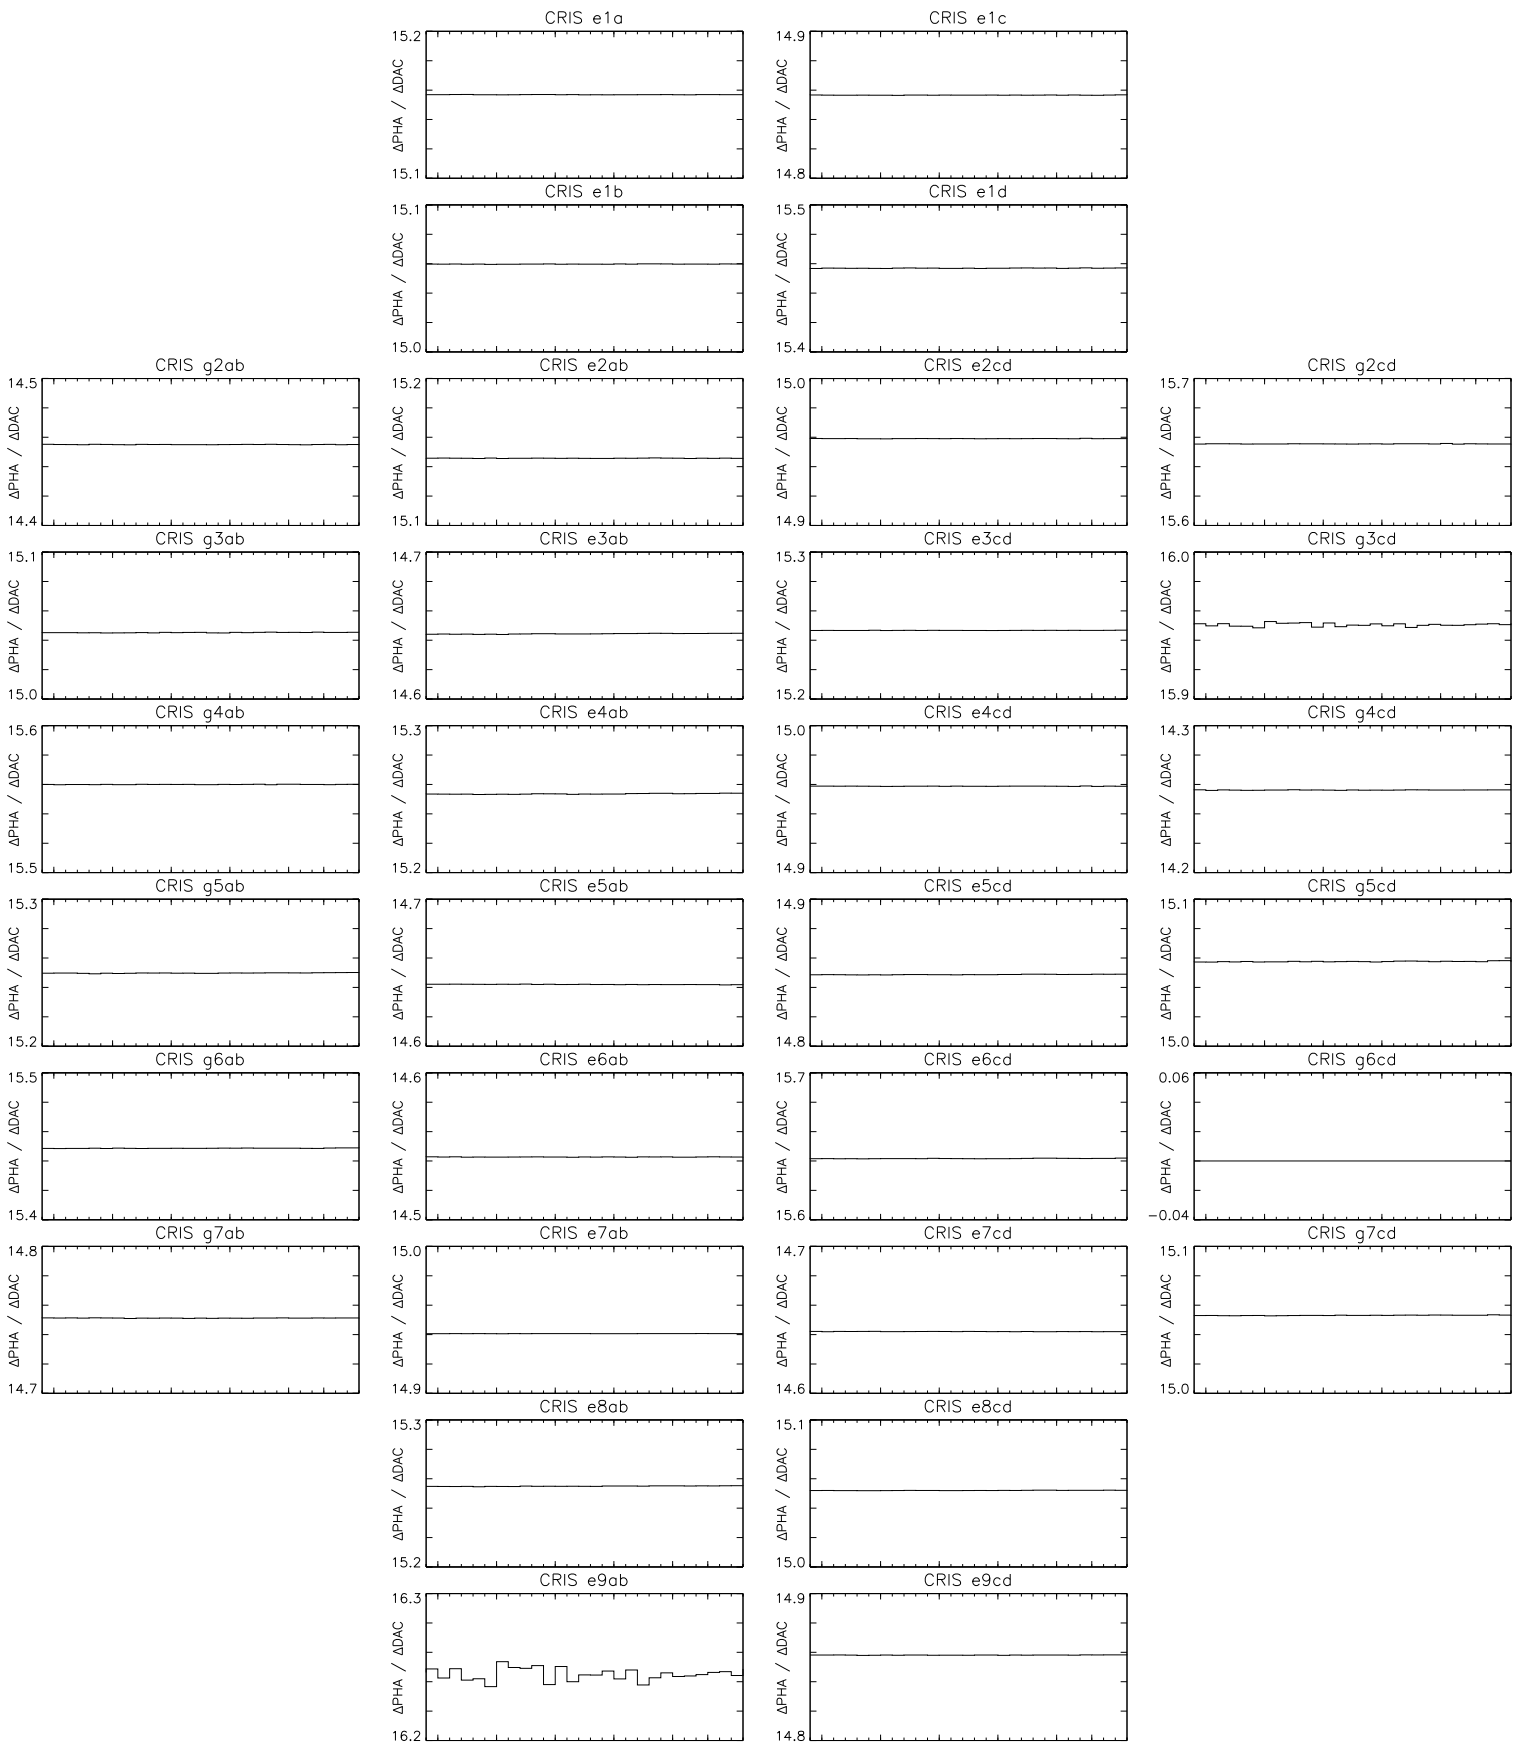 CRIS e1a
15.2
ΔPHA / ΔDAC
15.1
CRIS e1c
14.9
ΔPHA / ΔDAC
14.8
CRIS e1b
15.1
ΔPHA / ΔDAC
15.0
CRIS e1d
15.5
ΔPHA / ΔDAC
15.4
CRIS g2ab
14.5
ΔPHA / ΔDAC
14.4
CRIS e2ab
15.2
ΔPHA / ΔDAC
15.1
CRIS e2cd
15.0
ΔPHA / ΔDAC
14.9
CRIS g2cd
15.7
ΔPHA / ΔDAC
15.6
CRIS g3ab
15.1
ΔPHA / ΔDAC
15.0
CRIS e3ab
14.7
ΔPHA / ΔDAC
14.6
CRIS e3cd
15.3
ΔPHA / ΔDAC
15.2
CRIS g3cd
16.0
ΔPHA / ΔDAC
15.9
CRIS g4ab
15.6
ΔPHA / ΔDAC
15.5
CRIS e4ab
15.3
ΔPHA / ΔDAC
15.2
CRIS e4cd
15.0
ΔPHA / ΔDAC
14.9
CRIS g4cd
14.3
ΔPHA / ΔDAC
14.2
CRIS g5ab
15.3
ΔPHA / ΔDAC
15.2
CRIS e5ab
14.7
ΔPHA / ΔDAC
14.6
CRIS e5cd
14.9
ΔPHA / ΔDAC
14.8
CRIS g5cd
15.1
ΔPHA / ΔDAC
15.0
CRIS g6ab
15.5
ΔPHA / ΔDAC
15.4
CRIS e6ab
14.6
ΔPHA / ΔDAC
14.5
CRIS e6cd
15.7
ΔPHA / ΔDAC
15.6
CRIS g6cd
0.06
ΔPHA / ΔDAC
−0.04
CRIS g7ab
14.8
ΔPHA / ΔDAC
14.7
CRIS e7ab
15.0
ΔPHA / ΔDAC
14.9
CRIS e7cd
14.7
ΔPHA / ΔDAC
14.6
CRIS g7cd
15.1
ΔPHA / ΔDAC
15.0
CRIS e8ab
15.3
ΔPHA / ΔDAC
15.2
CRIS e8cd
15.1
ΔPHA / ΔDAC
15.0
CRIS e9ab
16.3
ΔPHA / ΔDAC
16.2
CRIS e9cd
14.9
ΔPHA / ΔDAC
14.8